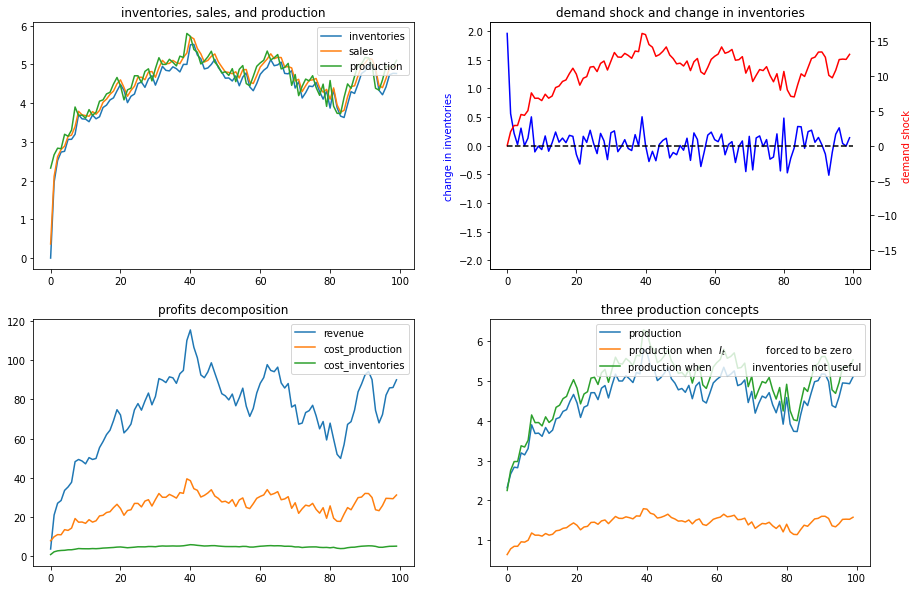 inventories, sales, and production
6
5
4
3
2
1
0
0 20 40 60 80 100
inventories
sales
production
demand shock and change in inventories
change in inventories
2.0
1.5
1.0
0.5
0.0
−0.5
−1.0
−1.5
−2.0
0 20 40 60 80 100
15
10
5
0
−5
−10
−15
demand shock
profits decomposition
120
100
80
60
40
20
0
0 20 40 60 80 100
revenue
cost_production
cost_inventories
three production concepts
6
5
4
3
2
1
0 20 40 60 80 100
production
production when I_t forced to be zero
production when inventories not useful